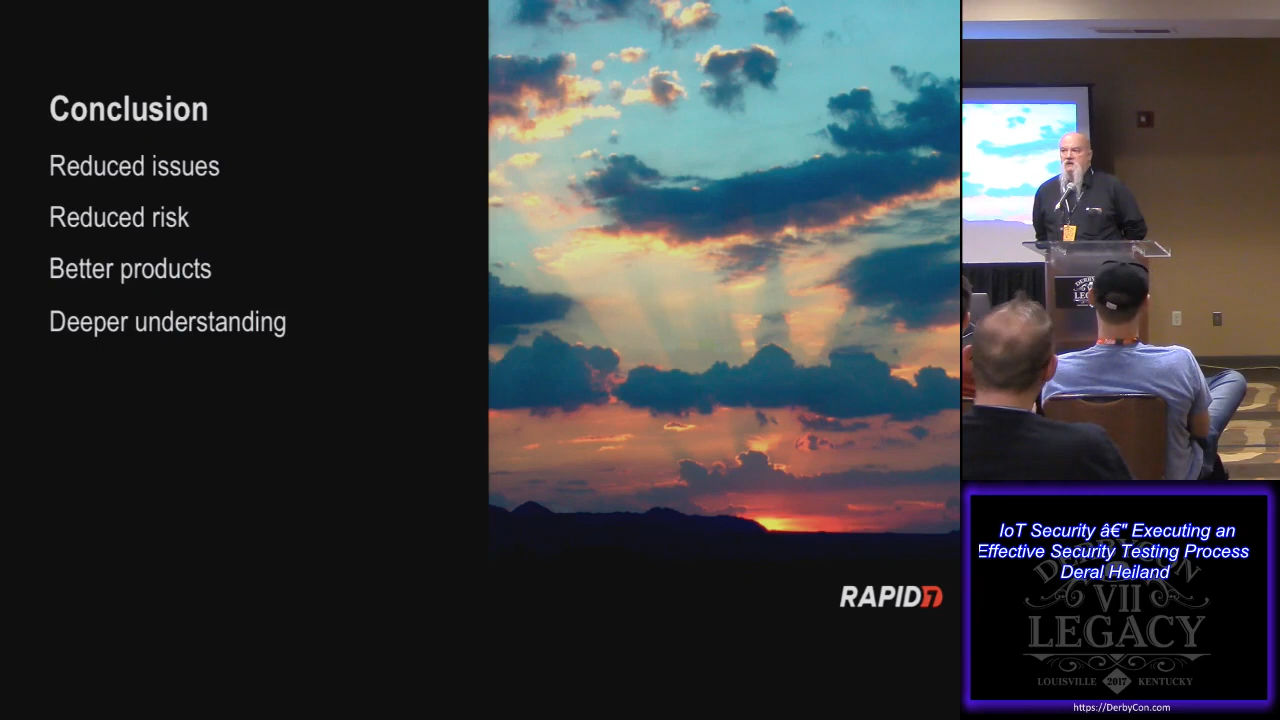 Conclusion
Reduced issues
Reduced risk
Better products
Deeper understanding
RAPID7
IoT Security â€" Executing an
Effective Security Testing Process
Deral Heiland
DERBYCON
VII
LEGACY
LOUISVILLE 2017 KENTUCKY
https://DerbyCon.com